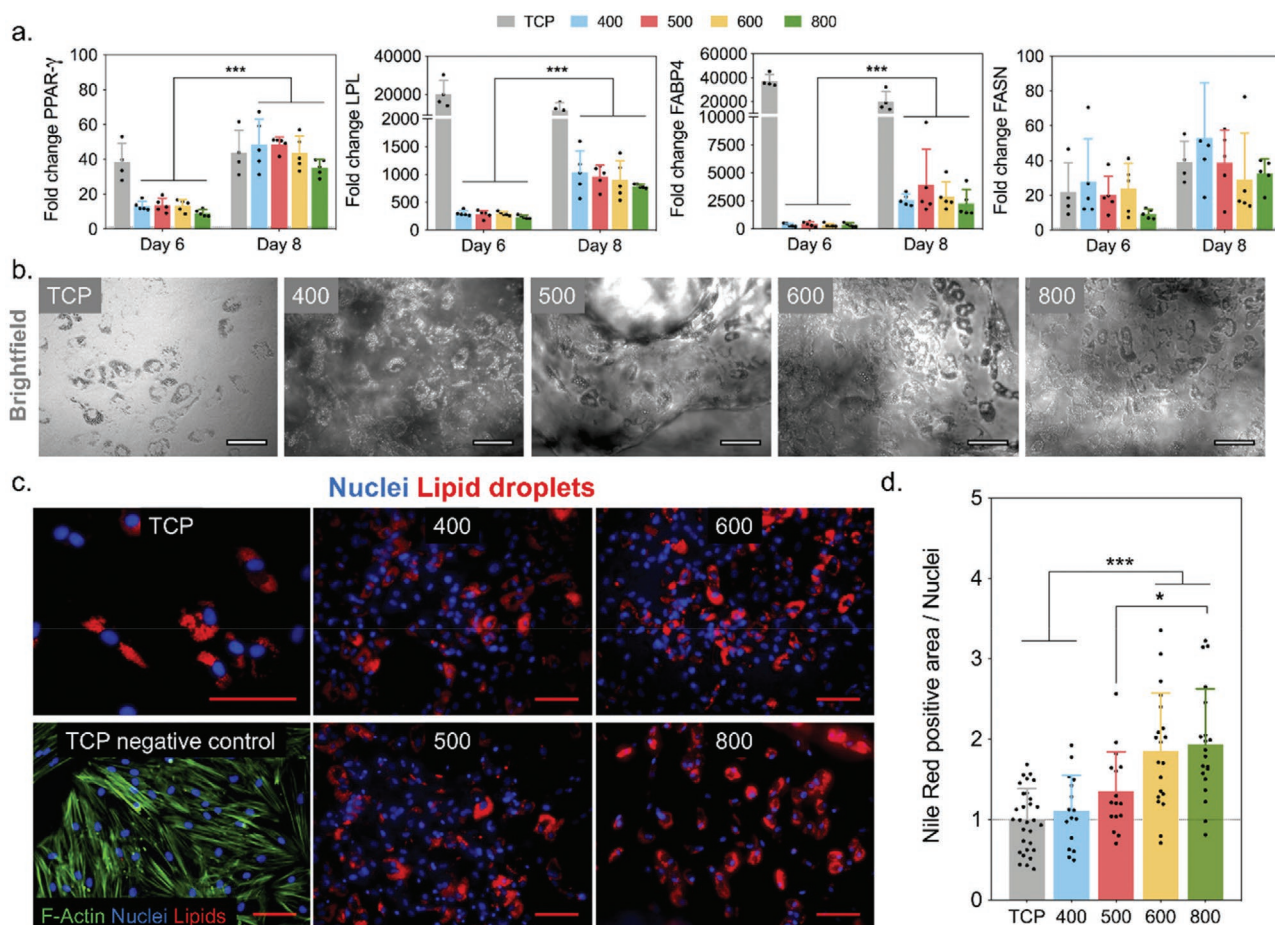 TCP 400 500 600 800
a.
Fold change PPAR-γ
100
80
60
40
20
0
***
Day 6 Day 8
Fold change LPL
40000
20000
2000
1500
1000
500
0
***
Day 6 Day 8
Fold change FABP4
40000
20000
10000
5000
0
***
Day 6 Day 8
Fold change FASN
100
80
60
40
20
0
Day 6 Day 8
b.
Brightfield
TCP 400 500 600 800
c.
Nuclei Lipid droplets
TCP 400 600
TCP negative control 500 800
F-Actin Nuclei Lipids
d.
Nile Red positive area / Nuclei
5
4
3
2
1
0
***
*
TCP 400 500 600 800